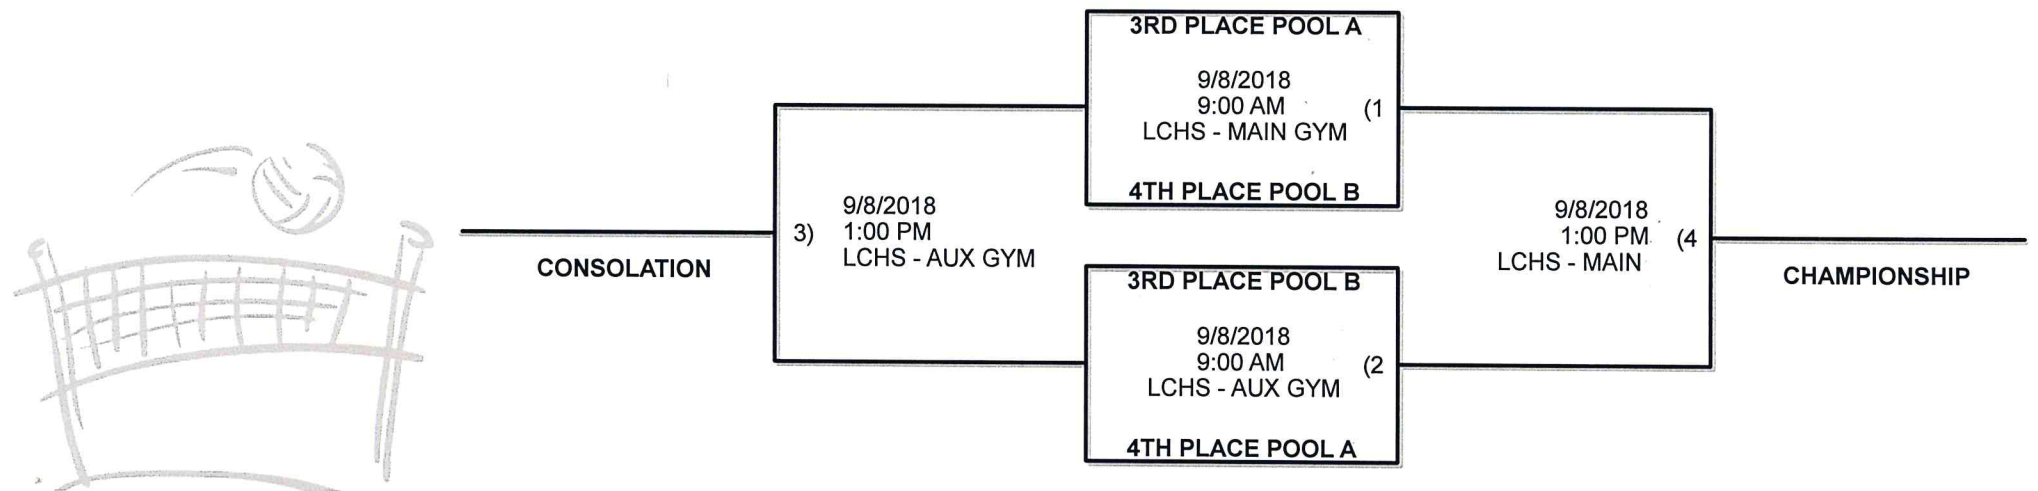 3RD PLACE POOL A
9/8/2018
9:00 AM
(1
LCHS - MAIN GYM
4TH PLACE POOL B
3)
9/8/2018
1:00 PM
LCHS - AUX GYM
CONSOLATION
9/8/2018
1:00 PM
(4
LCHS - MAIN
CHAMPIONSHIP
3RD PLACE POOL B
9/8/2018
9:00 AM
(2
LCHS - AUX GYM
4TH PLACE POOL A